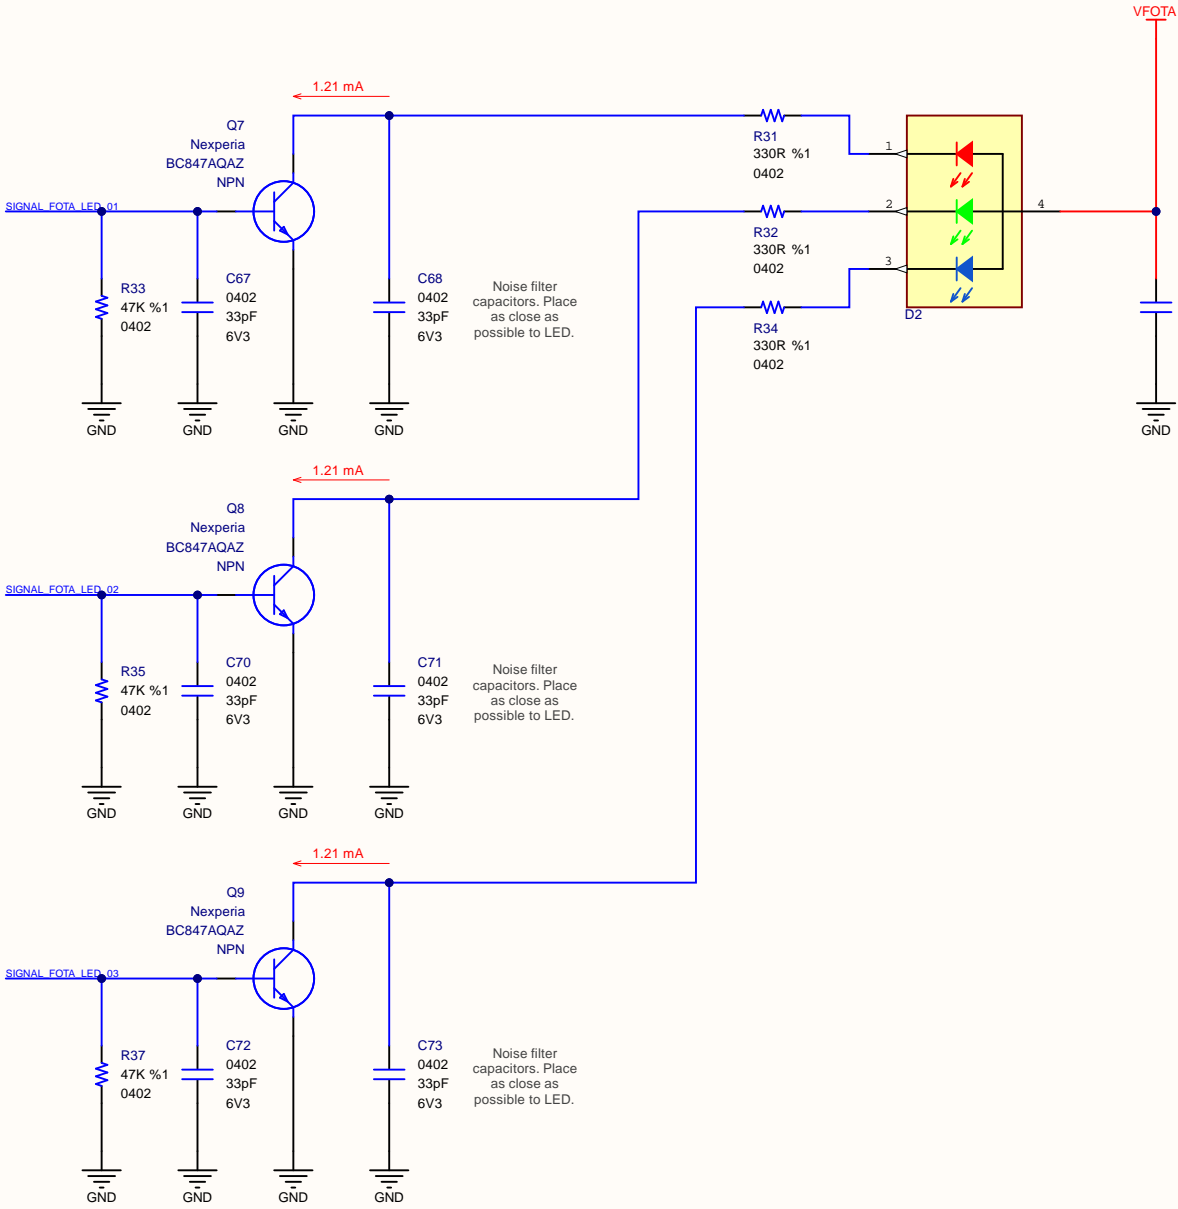 VFOTA
1.21 mA
Q7
Nexperia
BC847AQAZ
NPN
SIGNAL_FOTA_LED_01
R33
47K %1
0402
C67
0402
33pF
6V3
C68
0402
33pF
6V3
Noise filter
capacitors. Place
as close as
possible to LED.
GND
GND
GND
GND
R31
330R %1
0402
R32
330R %1
0402
R34
330R %1
0402
1
2
3
4
D2
GND
1.21 mA
Q8
Nexperia
BC847AQAZ
NPN
SIGNAL_FOTA_LED_02
R35
47K %1
0402
C70
0402
33pF
6V3
C71
0402
33pF
6V3
Noise filter
capacitors. Place
as close as
possible to LED.
GND
GND
GND
GND
1.21 mA
Q9
Nexperia
BC847AQAZ
NPN
SIGNAL_FOTA_LED_03
R37
47K %1
0402
C72
0402
33pF
6V3
C73
0402
33pF
6V3
Noise filter
capacitors. Place
as close as
possible to LED.
GND
GND
GND
GND